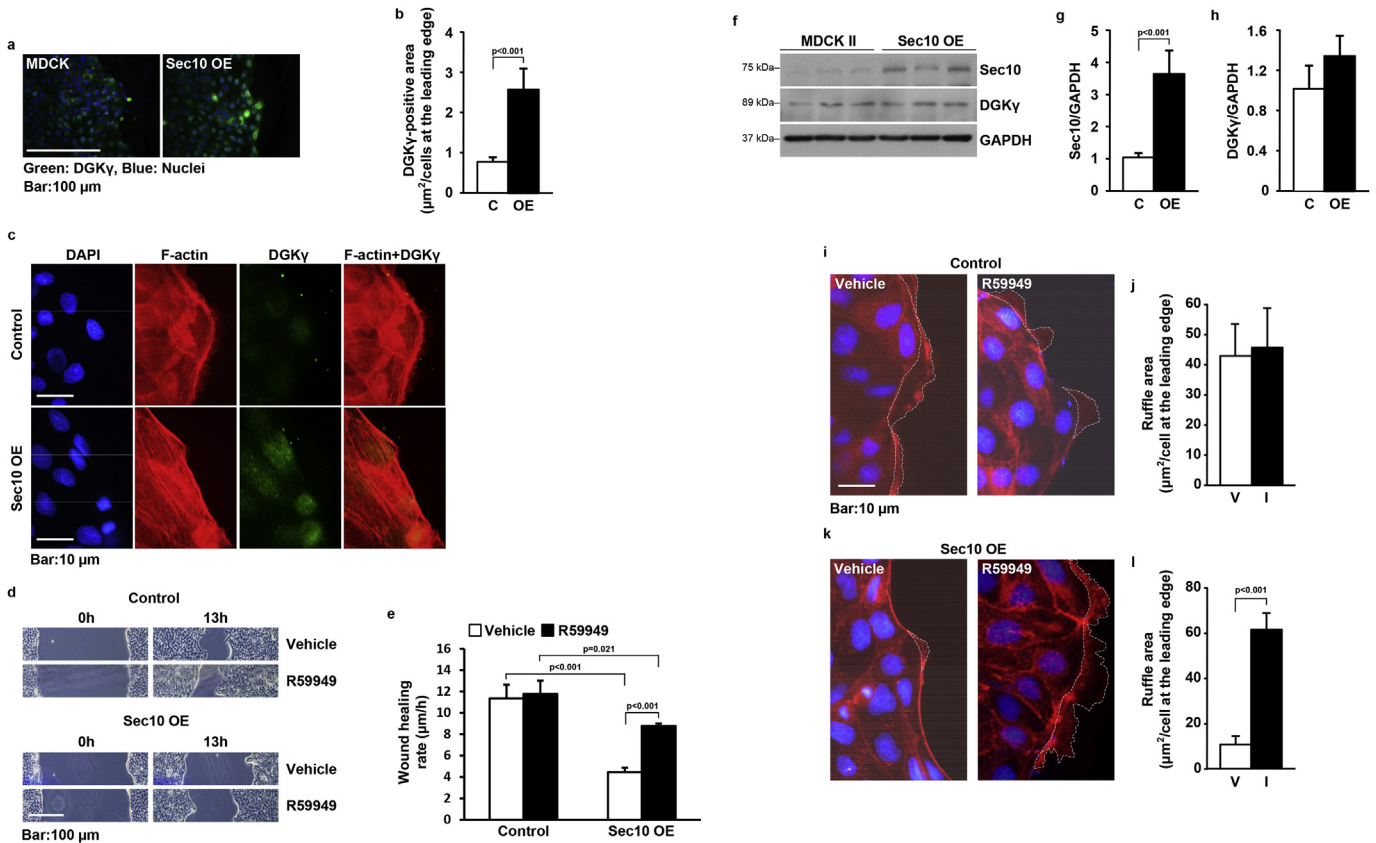 a
MDCK
Sec10 OE
Green: DGKγ, Blue: Nuclei
Bar:100 µm
b
DGKγ-positive area
(µm²/cells at the leading edge)
4
3
2
1
0
p<0.001
C OE
c
DAPI F-actin DGKγ F-actin+DGKγ
Control
Sec10 OE
Bar:10 µm
d
Control
0h 13h
Vehicle
R59949
Sec10 OE
0h 13h
Vehicle
R59949
Bar:100 µm
e
Vehicle R59949
Wound healing
rate (µm/h)
16
14
12
10
8
6
4
2
0
p=0.021
p<0.001
p<0.001
Control Sec10 OE
f
MDCK II Sec10 OE
75 kDa– Sec10
89 kDa– DGKγ
37 kDa– GAPDH
g
Sec10/GAPDH
5
4
3
2
1
0
p<0.001
C OE
h
DGKγ/GAPDH
1.6
1.2
0.8
0.4
0
C OE
i
Control
Vehicle R59949
Bar:10 µm
j
Ruffle area
(µm²/cell at the leading edge)
60
50
40
30
20
10
0
V I
k
Sec10 OE
Vehicle R59949
l
Ruffle area
(µm²/cell at the leading edge)
80
60
40
20
0
p<0.001
V I